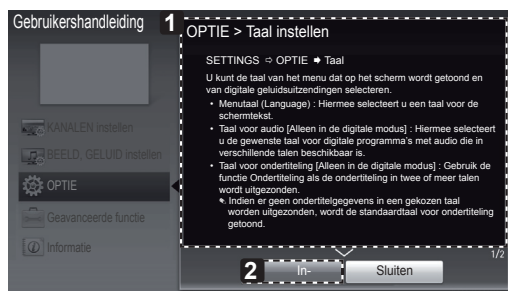 Gebruikershandleiding
1
OPTIE > Taal instellen
SETTINGS ⇨ OPTIE ➡ Taal
U kunt de taal van het menu dat op het scherm wordt getoond en
van digitale geluidsuitzendingen selecteren.
• Menutaal (Language) : Hiermee selecteert u een taal voor de
schermtekst.
• Taal voor audio [Alleen in de digitale modus] : Hiermee selecteert
u de gewenste taal voor digitale programma's met audio die in
verschillende talen beschikbaar is.
• Taal voor ondertiteling [Alleen in de digitale modus] : Gebruik de
functie Ondertiteling als de ondertiteling in twee of meer talen
wordt uitgezonden.
Indien er geen ondertitelgegevens in een gekozen taal
worden uitgezonden, wordt de standaardtaal voor ondertiteling
getoond.
KANALEN instellen
BEELD, GELUID instellen
OPTIE
Geavanceerde functie
Informatie
1/2
2
In-
Sluiten